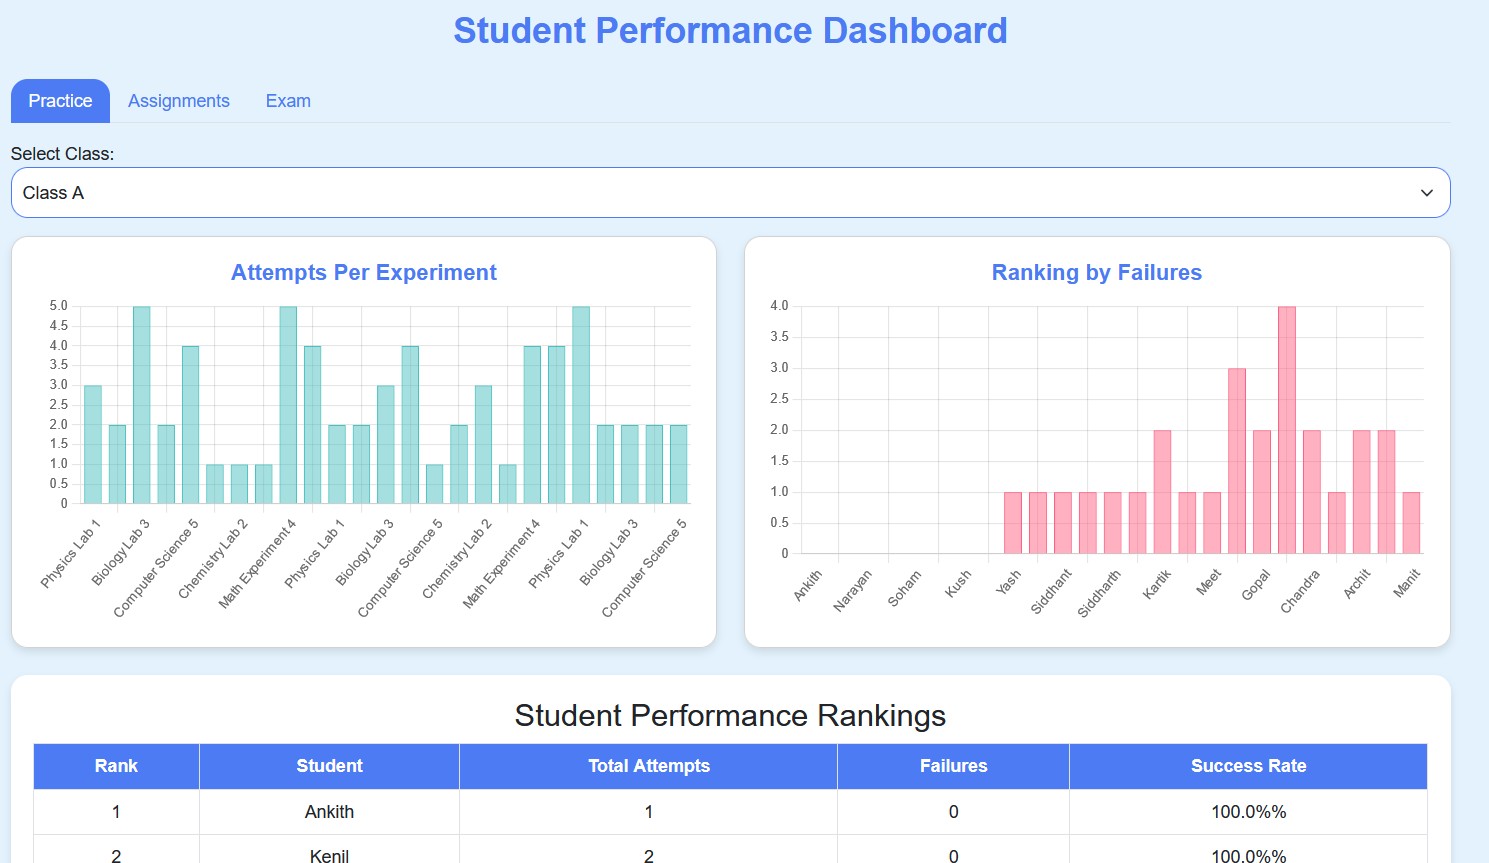 Student Performance Dashboard
Practice Assignments Exam
Select Class:
Class A
Attempts Per Experiment
5.0
4.5
4.0
3.5
3.0
2.5
2.0
1.5
1.0
0.5
0
Physics Lab 1
Biology Lab 3
Computer Science 5
Chemistry Lab 2
Math Experiment 4
Physics Lab 1
Biology Lab 3
Computer Science 5
Chemistry Lab 2
Math Experiment 4
Physics Lab 1
Biology Lab 3
Computer Science 5
Ranking by Failures
4.0
3.5
3.0
2.5
2.0
1.5
1.0
0.5
0
Ankith
Narayan
Soham
Kush
Yash
Siddhant
Siddharth
Kartik
Meet
Gopal
Chandra
Archit
Manit
Student Performance Rankings
Rank Student Total Attempts Failures Success Rate
1 Ankith 1 0 100.0%%
2 Kenil 2 0 100.0%%